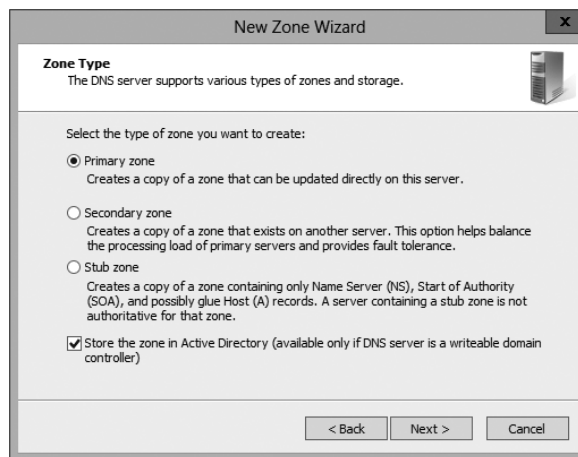 New Zone Wizard
x
Zone Type
The DNS server supports various types of zones and storage.
Select the type of zone you want to create:
Primary zone
Creates a copy of a zone that can be updated directly on this server.
Secondary zone
Creates a copy of a zone that exists on another server. This option helps balance
the processing load of primary servers and provides fault tolerance.
Stub zone
Creates a copy of a zone containing only Name Server (NS), Start of Authority
(SOA), and possibly glue Host (A) records. A server containing a stub zone is not
authoritative for that zone.
Store the zone in Active Directory (available only if DNS server is a writeable domain
controller)
< Back Next > Cancel